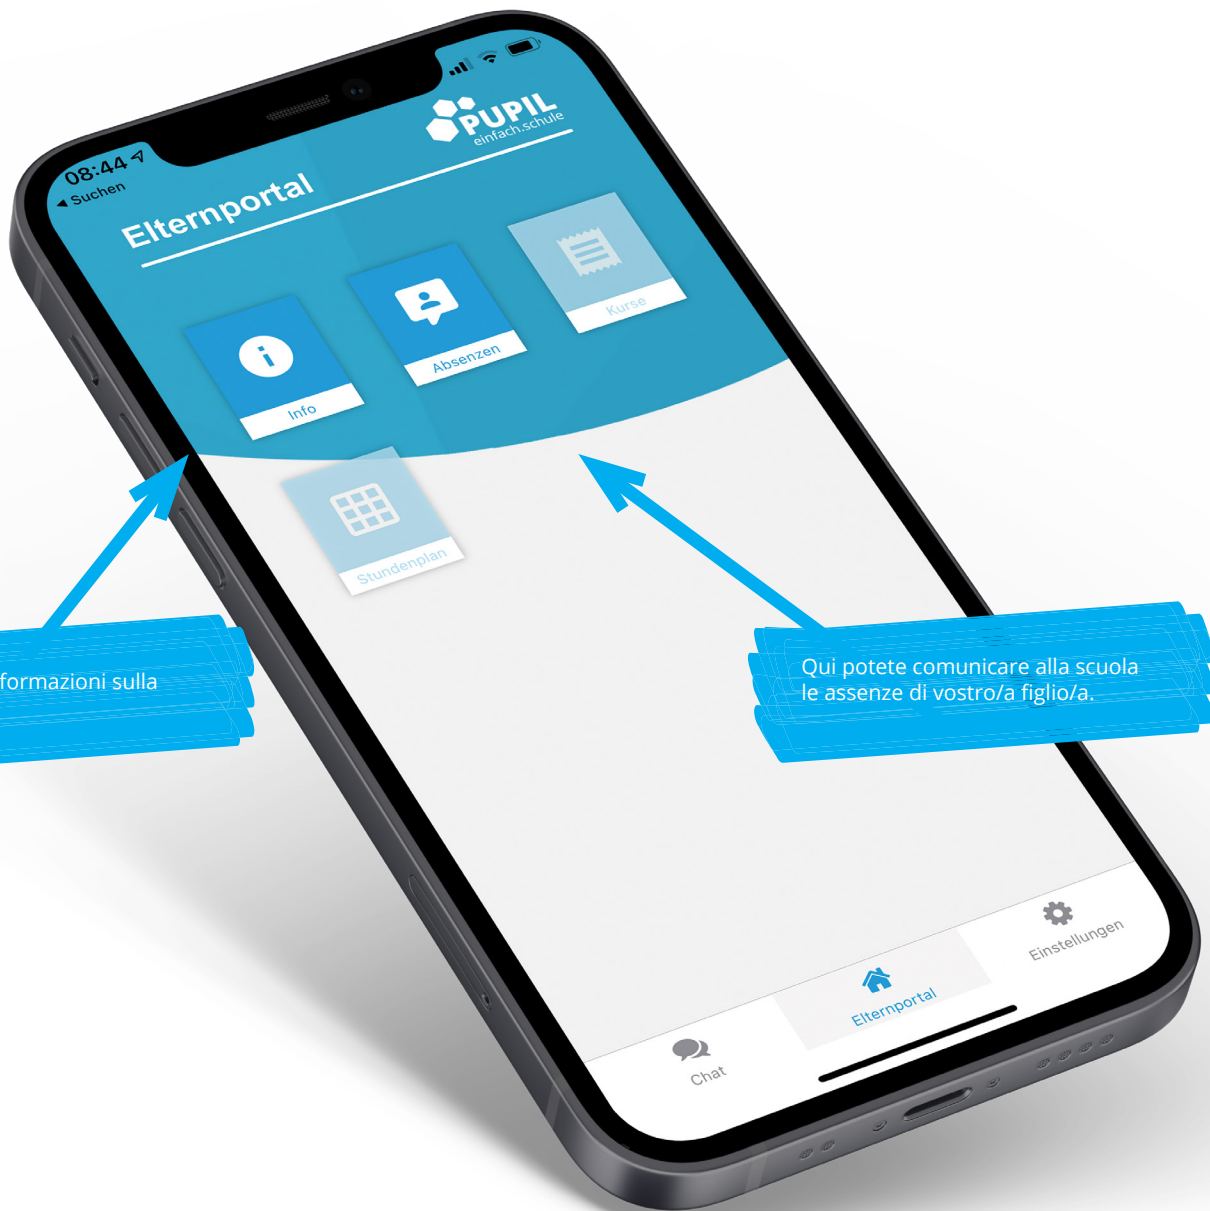 08:44
Suchen
PUPIL
einfach.schule
Elternportal
Info
Absenzen
Kurse
Stundenplan
formazioni sulla
Qui potete comunicare alla scuola
le assenze di vostro/a figlio/a.
Chat
Elternportal
Einstellungen